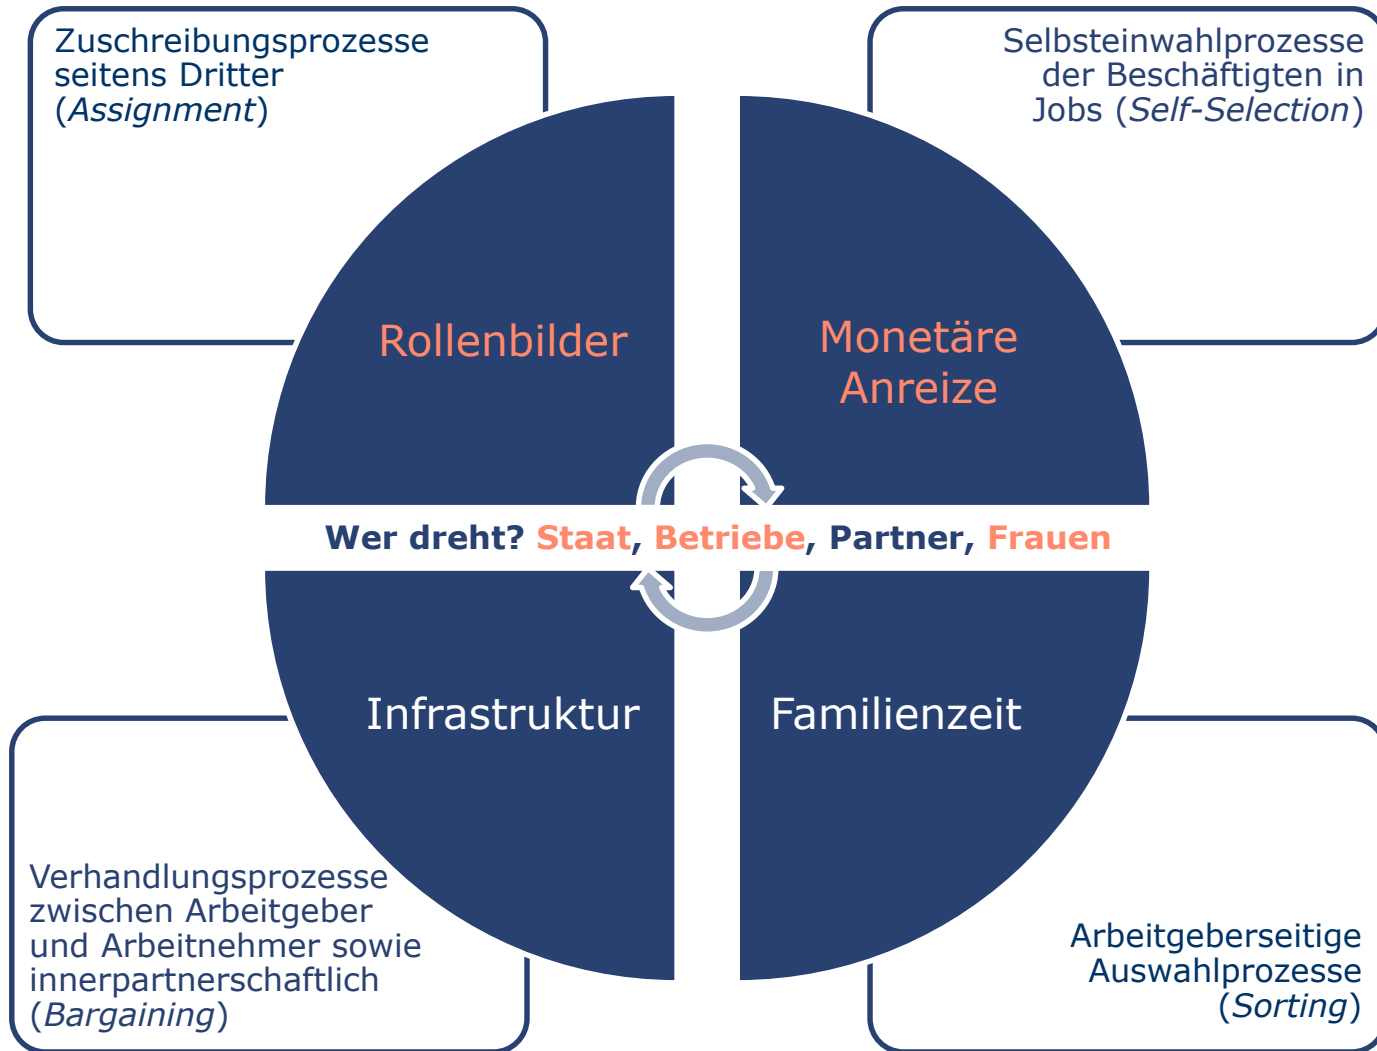 Zuschreibungsprozesse
seitens Dritter
(Assignment)
Selbsteinwahlprozesse
der Beschäftigten in
Jobs (Self-Selection)
Rollenbilder
Monetäre
Anreize
Wer dreht? Staat, Betriebe, Partner, Frauen
Infrastruktur
Familienzeit
Verhandlungsprozesse
zwischen Arbeitgeber
und Arbeitnehmer sowie
innerpartnerschaftlich
(Bargaining)
Arbeitgeberseitige
Auswahlprozesse
(Sorting)